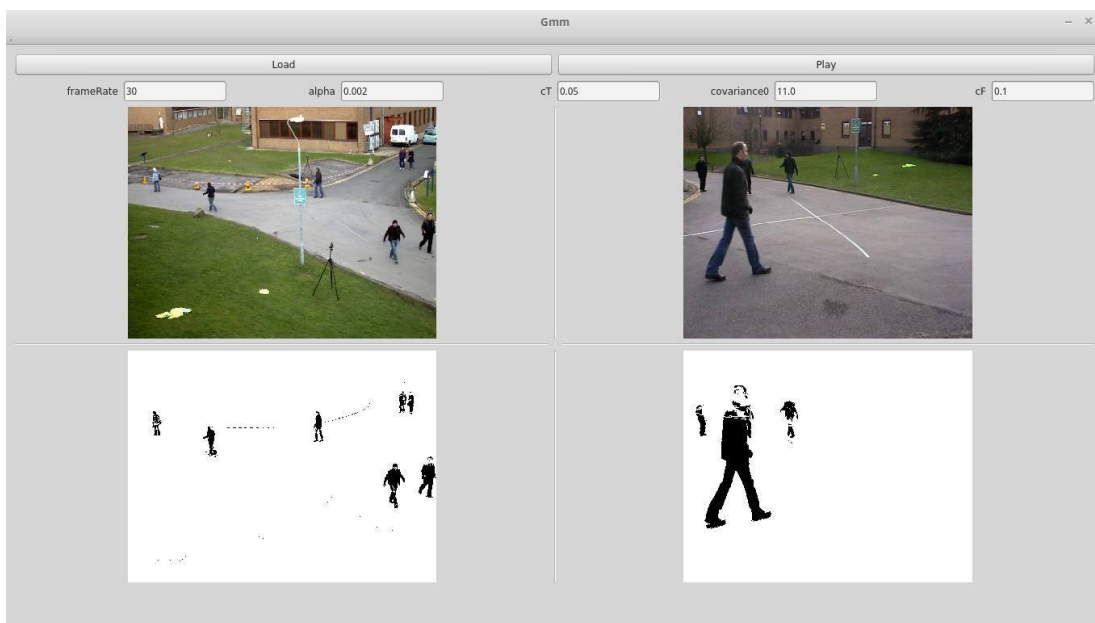 Gmm
Load
Play
frameRate 30
alpha 0.002
cT 0.05
covariance0 11.0
cF 0.1